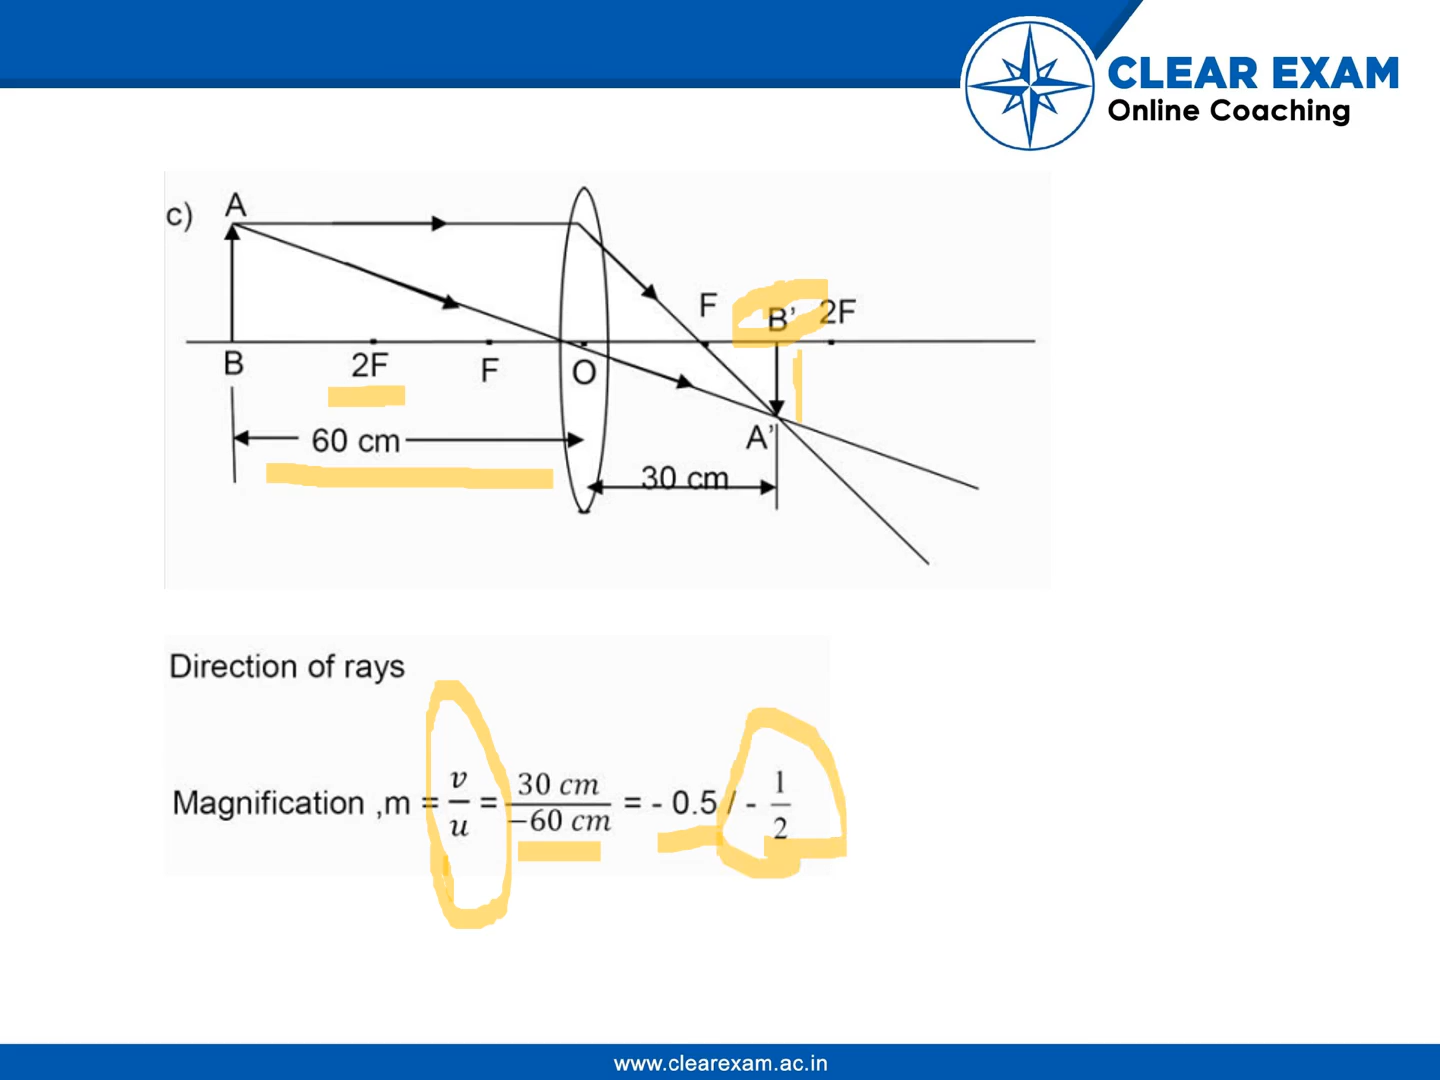 CLEAR EXAM
Online Coaching
c) A
F B' 2F
B 2F F O
60 cm A'
30 cm
Direction of rays
Magnification ,m = v/u = 30 cm/−60 cm = - 0.5 / - 1/2
www.clearexam.ac.in